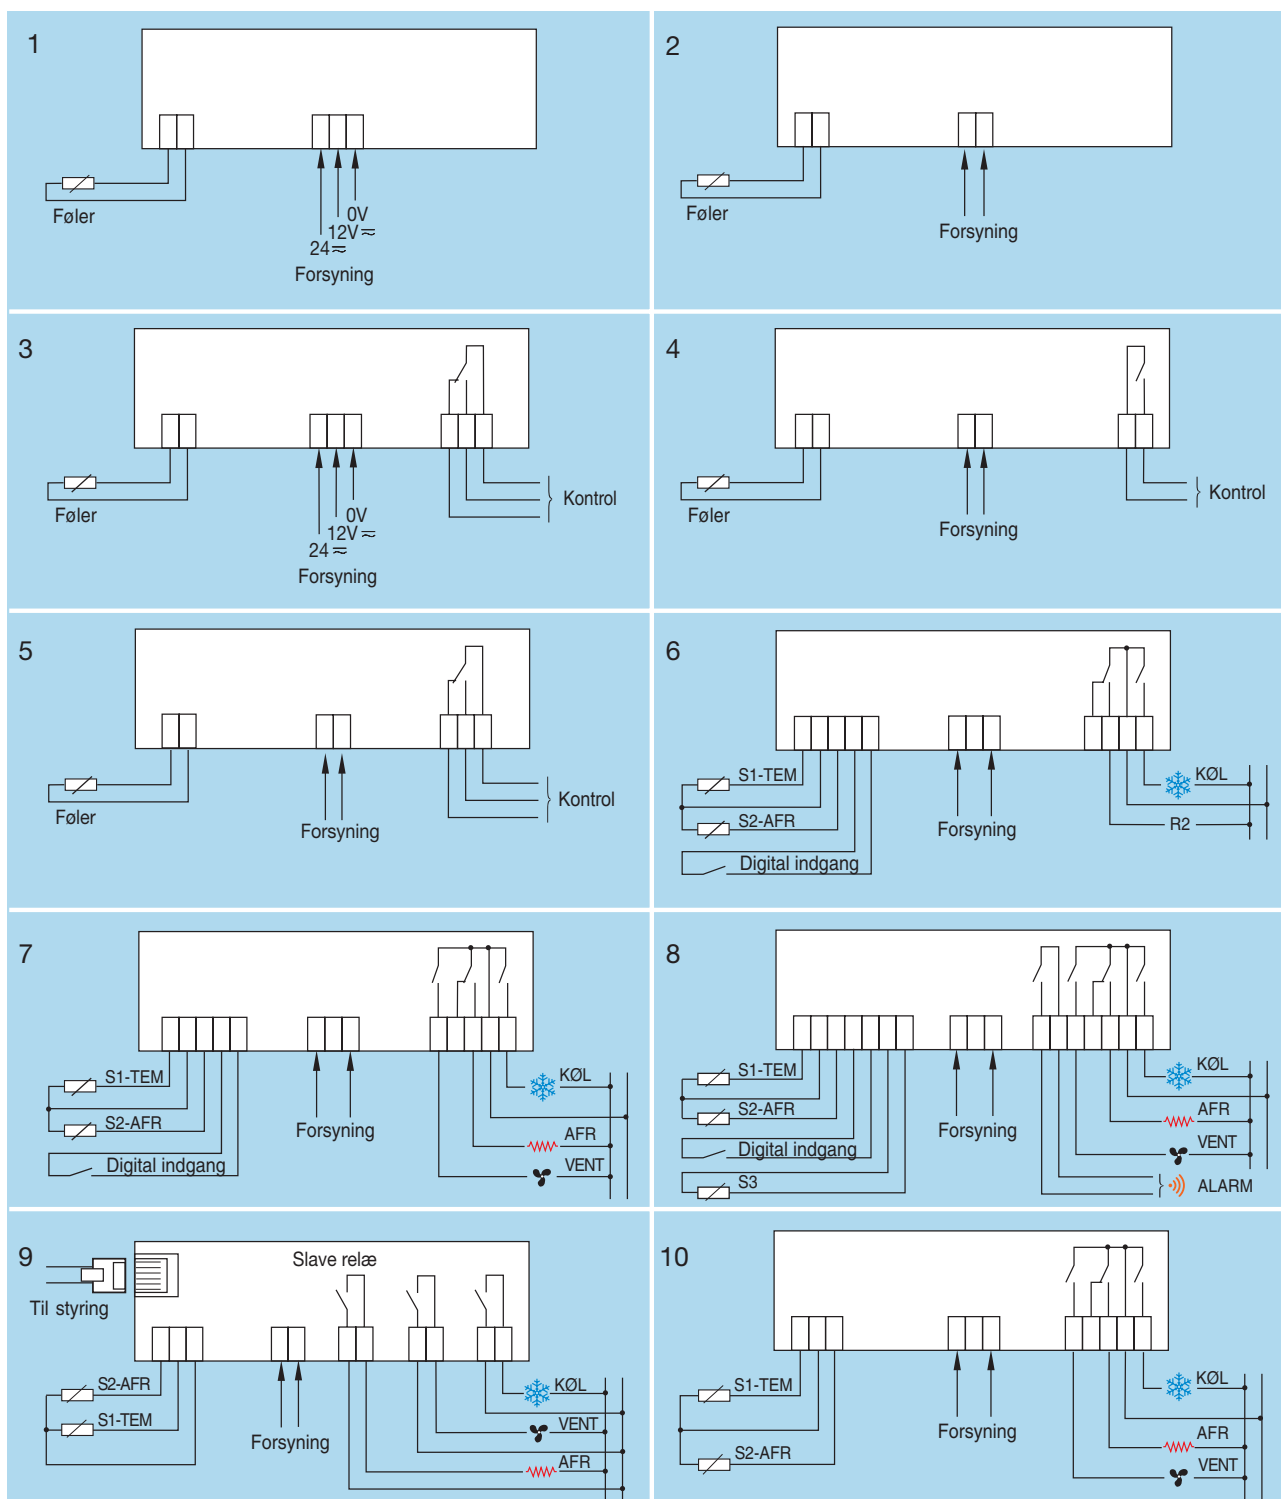 1
Føler
0V
12V ≂
24 ≂
Forsyning
2
Føler
Forsyning
3
Føler
0V
12V ≂
24 ≂
Forsyning
Kontrol
4
Føler
Forsyning
Kontrol
5
Føler
Forsyning
Kontrol
6
S1-TEM
S2-AFR
Digital indgang
Forsyning
KØL
R2
7
S1-TEM
S2-AFR
Digital indgang
Forsyning
KØL
AFR
VENT
8
S1-TEM
S2-AFR
Digital indgang
S3
Forsyning
KØL
AFR
VENT
ALARM
9
Slave relæ
Til styring
S2-AFR
S1-TEM
Forsyning
KØL
VENT
AFR
10
S1-TEM
S2-AFR
Forsyning
KØL
AFR
VENT